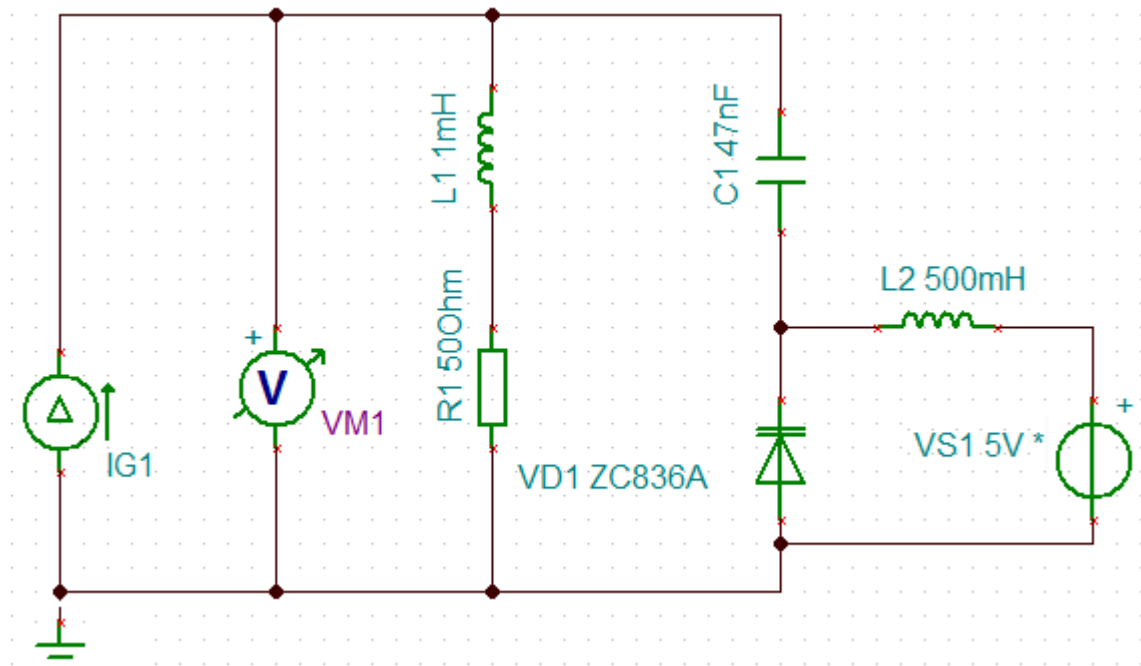 L1 1mH
C1 47nF
L2 500mH
R1 50Ohm
+
V
VM1
IG1
VD1 ZC836A
VS1 5V *
+